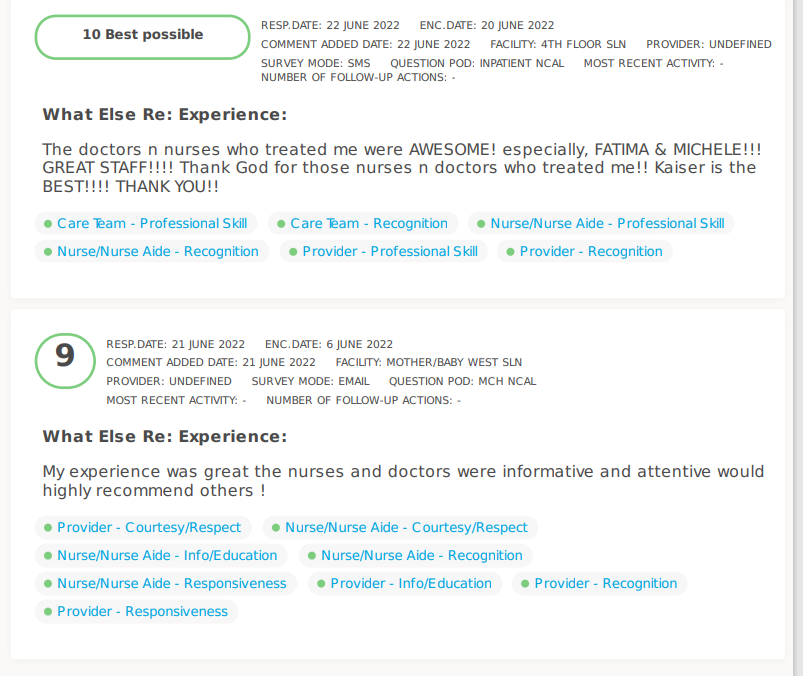 10 Best possible
RESP.DATE: 22 JUNE 2022 ENC.DATE: 20 JUNE 2022
COMMENT ADDED DATE: 22 JUNE 2022 FACILITY: 4TH FLOOR SLN PROVIDER: UNDEFINED
SURVEY MODE: SMS QUESTION POD: INPATIENT NCAL MOST RECENT ACTIVITY: -
NUMBER OF FOLLOW-UP ACTIONS: -
What Else Re: Experience:
The doctors n nurses who treated me were AWESOME! especially, FATIMA & MICHELE!!!
GREAT STAFF!!!! Thank God for those nurses n doctors who treated me!! Kaiser is the
BEST!!!! THANK YOU!!
Care Team - Professional Skill Care Team - Recognition Nurse/Nurse Aide - Professional Skill
Nurse/Nurse Aide - Recognition Provider - Professional Skill Provider - Recognition
9
RESP.DATE: 21 JUNE 2022 ENC.DATE: 6 JUNE 2022
COMMENT ADDED DATE: 21 JUNE 2022 FACILITY: MOTHER/BABY WEST SLN
PROVIDER: UNDEFINED SURVEY MODE: EMAIL QUESTION POD: MCH NCAL
MOST RECENT ACTIVITY: - NUMBER OF FOLLOW-UP ACTIONS: -
What Else Re: Experience:
My experience was great the nurses and doctors were informative and attentive would
highly recommend others !
Provider - Courtesy/Respect Nurse/Nurse Aide - Courtesy/Respect
Nurse/Nurse Aide - Info/Education Nurse/Nurse Aide - Recognition
Nurse/Nurse Aide - Responsiveness Provider - Info/Education Provider - Recognition
Provider - Responsiveness